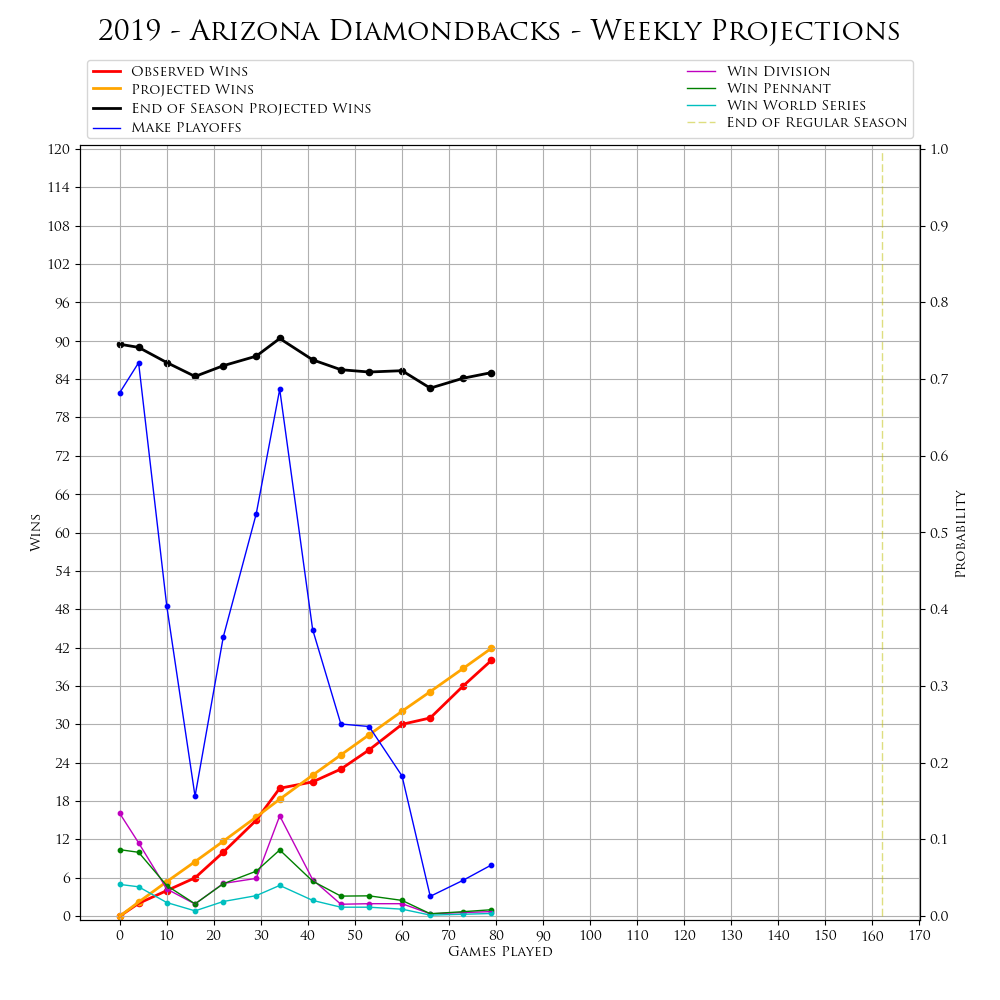 2019 - Arizona Diamondbacks - Weekly Projections
Observed Wins
Projected Wins
End of Season Projected Wins
Make Playoffs
Win Division
Win Pennant
Win World Series
End of Regular Season
120
114
108
102
96
90
84
78
72
66
60
54
48
42
36
30
24
18
12
6
0
Wins
1.0
0.9
0.8
0.7
0.6
0.5
0.4
0.3
0.2
0.1
0.0
Probability
0 10 20 30 40 50 60 70 80 90 100 110 120 130 140 150 160 170
Games Played